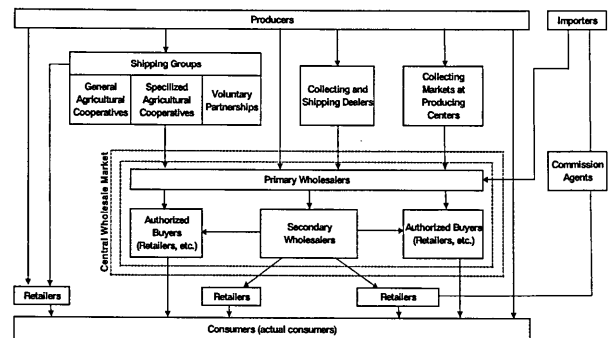 Producers
Importers
Shipping Groups
General
Agricultural
Cooperatives
Specilized
Agricultural
Cooperatives
Voluntary
Partnerships
Collecting and
Shipping Dealers
Collecting
Markets at
Producing
Centers
Commission
Agents
Central Wholesale Market
Primary Wholesalers
Authorized
Buyers
(Retailers, etc.)
Secondary
Wholesalers
Authorized Buyers
(Retailers, etc.)
Retailers
Retailers
Retailers
Consumers (actual consumers)